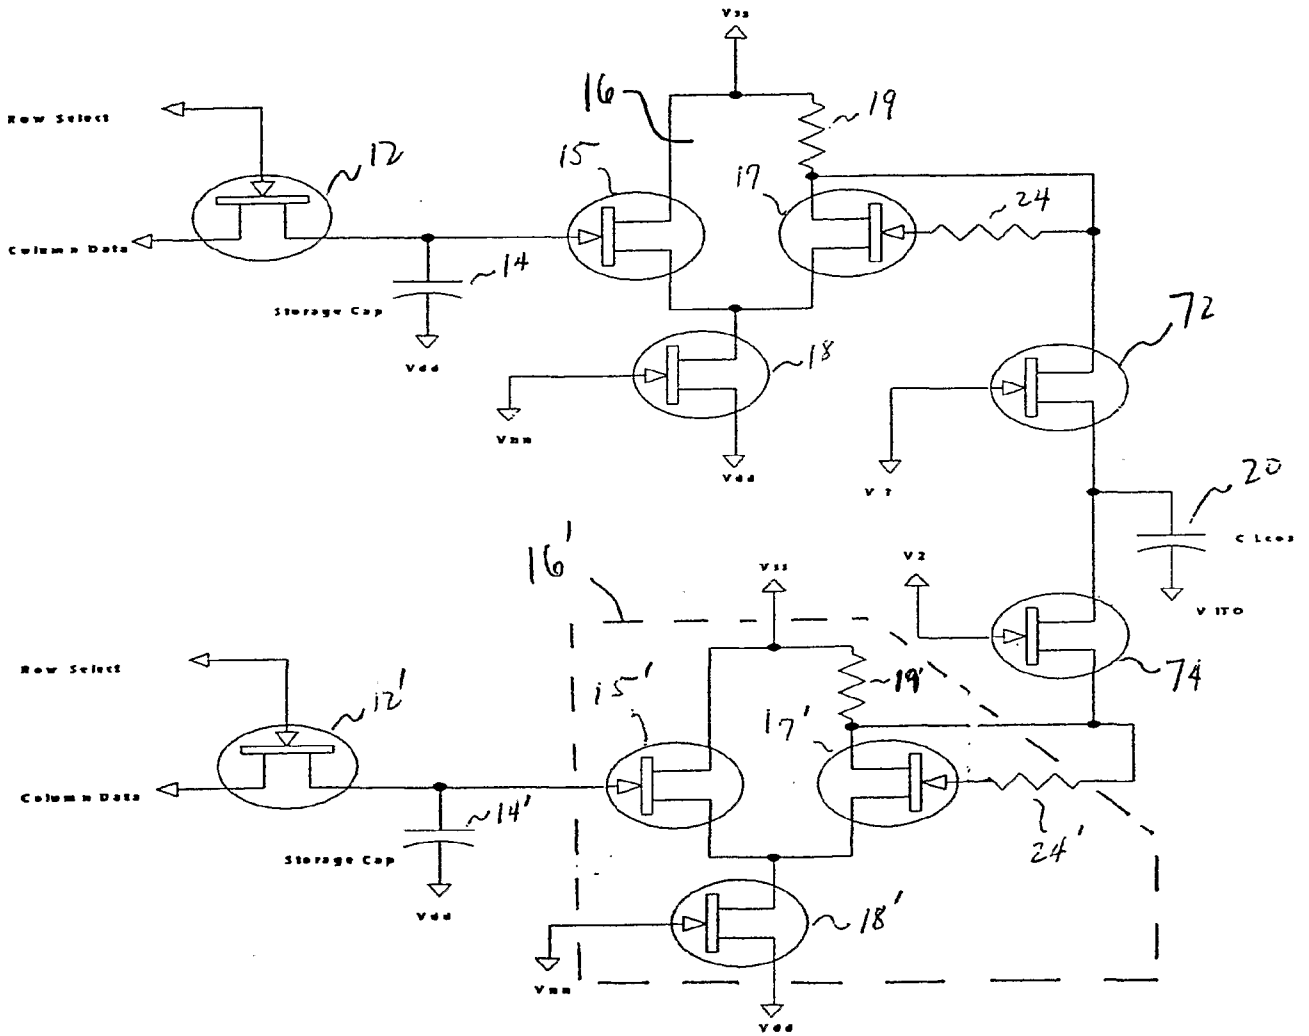 Vss
16
19
Row Select
12
15
17
24
Column Data
14
Storage Cap
72
Vdd
18
Vnn
Vdd
20
C Lcos
16'
V2
V ITO
Vss
Row Select
12'
15'
19'
74
17'
Column Data
14'
24'
Storage Cap
Vdd
18'
Vnn
Vdd